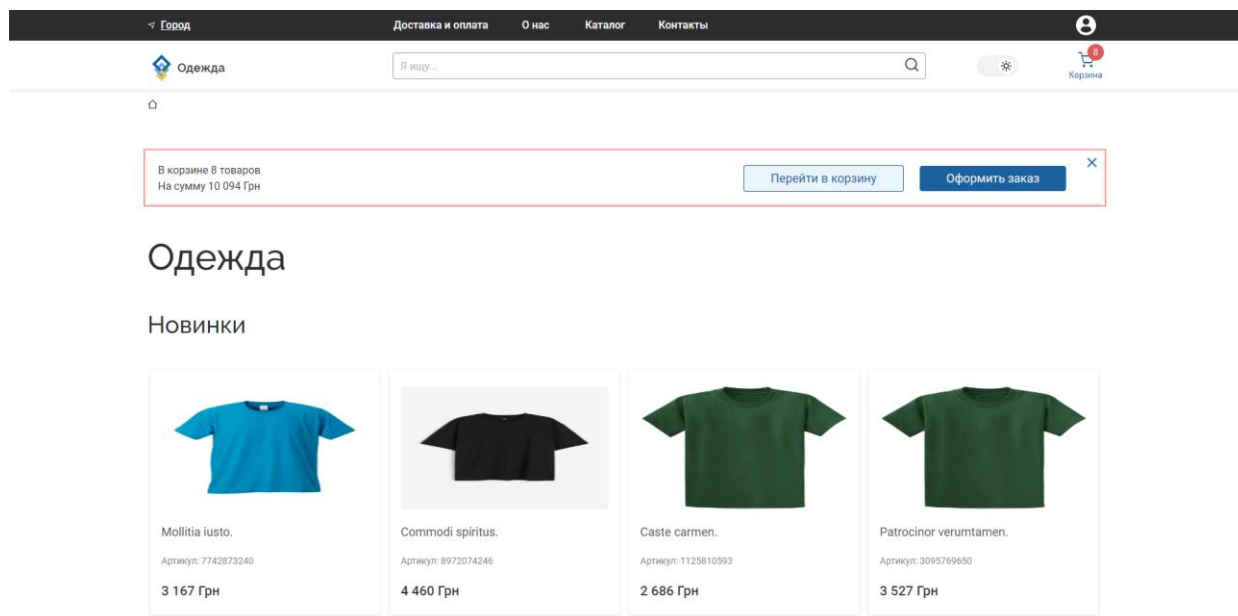 Город
Доставка и оплата
О нас
Каталог
Контакты
Одежда
Я ищу...
8
Корзина
В корзине 8 товаров
На сумму 10 094 Грн
Перейти в корзину
Оформить заказ
Одежда
Новинки
Mollitia iusto.
Артикул: 7742873240
3 167 Грн
Commodi spiritus.
Артикул: 8972074246
4 460 Грн
Caste carmen.
Артикул: 1125810593
2 686 Грн
Patrocinor verumtamen.
Артикул: 3095769650
3 527 Грн